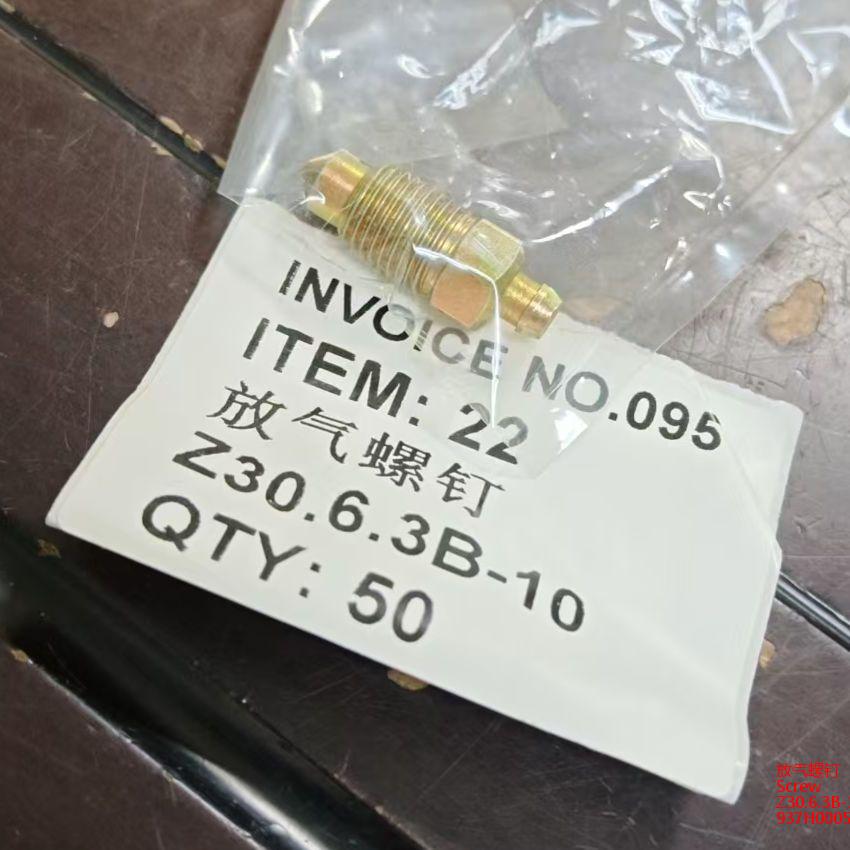 INVOICE NO.095
ITEM: 22
放气螺钉
Z30.6.3B-10
QTY: 50
放气螺钉
Screw
Z30.6.3B-
937H0005